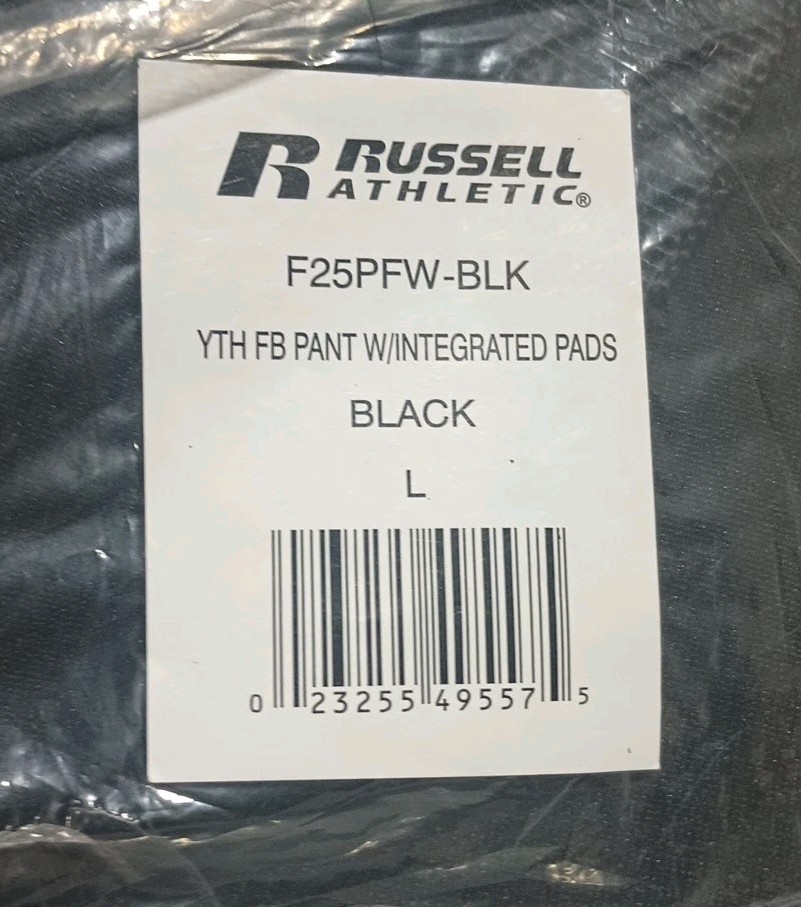 RUSSELL
ATHLETIC®
F25PFW-BLK
YTH FB PANT W/INTEGRATED PADS
BLACK
L
0 23255 49557 5